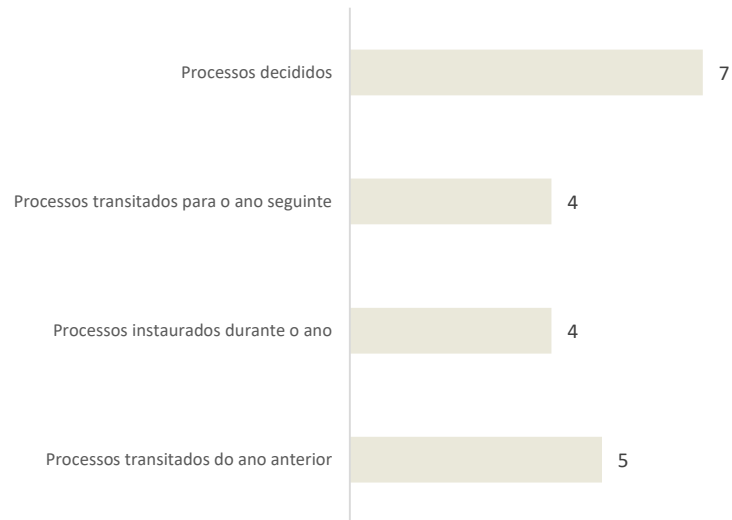 Processos decididos 7
Processos transitados para o ano seguinte 4
Processos instaurados durante o ano 4
Processos transitados do ano anterior 5